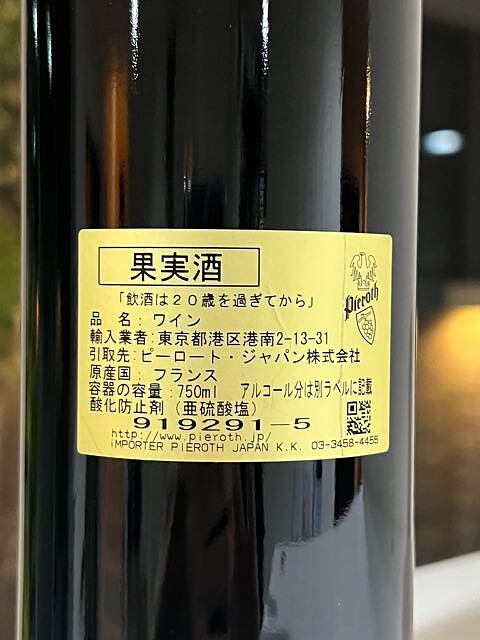 果実酒
「飲酒は20歳を過ぎてから」
Pieroth
品 名: ワイン
輸入業者:東京都港区港南2-13-31
引取先:ピーロート・ジャパン株式会社
原産国: フランス
容器の容量:750ml アルコール分は別ラベルに記載
酸化防止剤(亜硫酸塩)
919291-5
http://www.pieroth.jp/
IMPORTER PIEROTH JAPAN K.K. 03-3458-4455